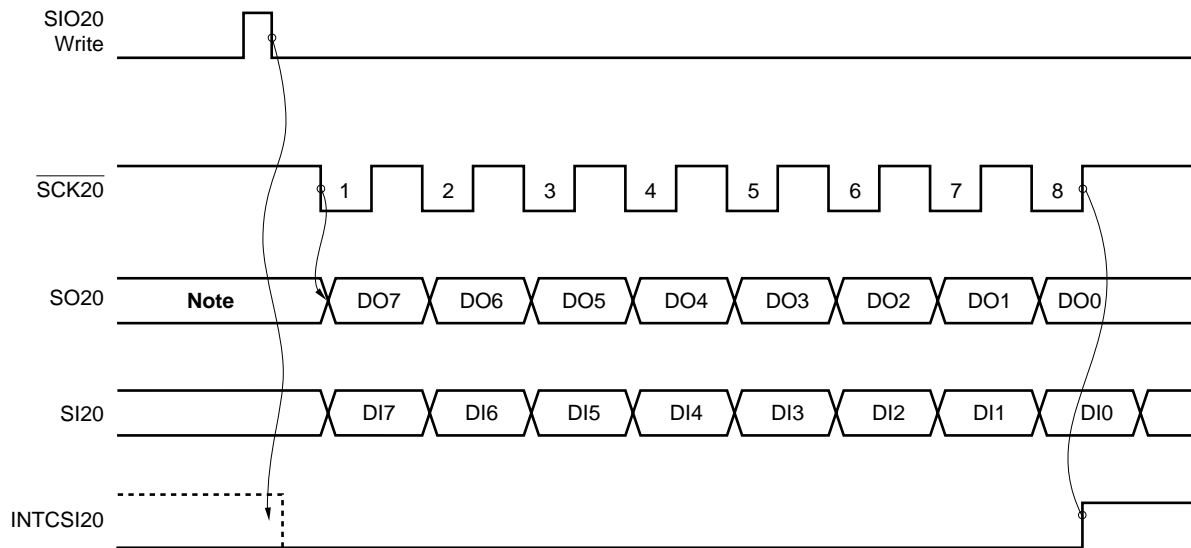 SIO20
Write
SCK20
1 2 3 4 5 6 7 8
SO20
Note DO7 DO6 DO5 DO4 DO3 DO2 DO1 DO0
SI20
DI7 DI6 DI5 DI4 DI3 DI2 DI1 DI0
INTCSI20